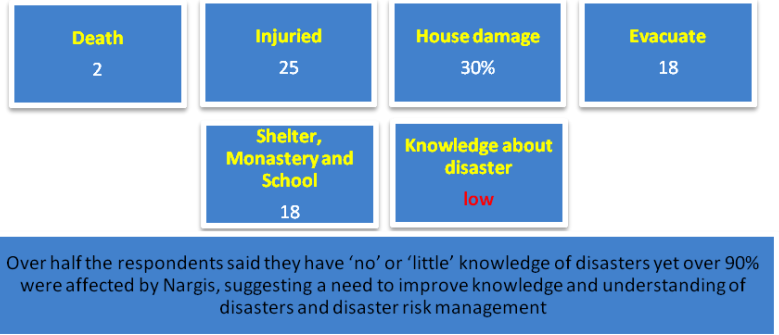 Death
2
Injuried
25
House damage
30%
Evacuate
18
Shelter,
Monastery and
School
18
Knowledge about
disaster
low
Over half the respondents said they have ‘no’ or ‘little’ knowledge of disasters yet over 90%
were affected by Nargis, suggesting a need to improve knowledge and understanding of
disasters and disaster risk management